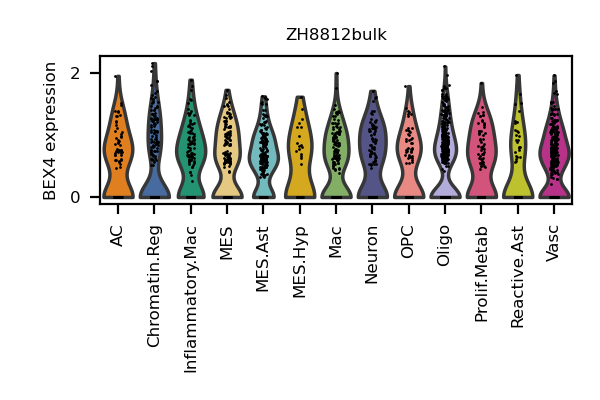 ZH8812bulk
BEX4 expression
2
0
AC
Chromatin.Reg
Inflammatory.Mac
MES
MES.Ast
MES.Hyp
Mac
Neuron
OPC
Oligo
Prolif.Metab
Reactive.Ast
Vasc